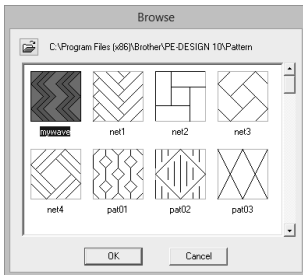 Browse
C:\Program Files (x86)\Brother\PE-DESIGN 10\Pattern
mywave net1 net2 net3
net4 pat01 pat02 pat03
OK Cancel